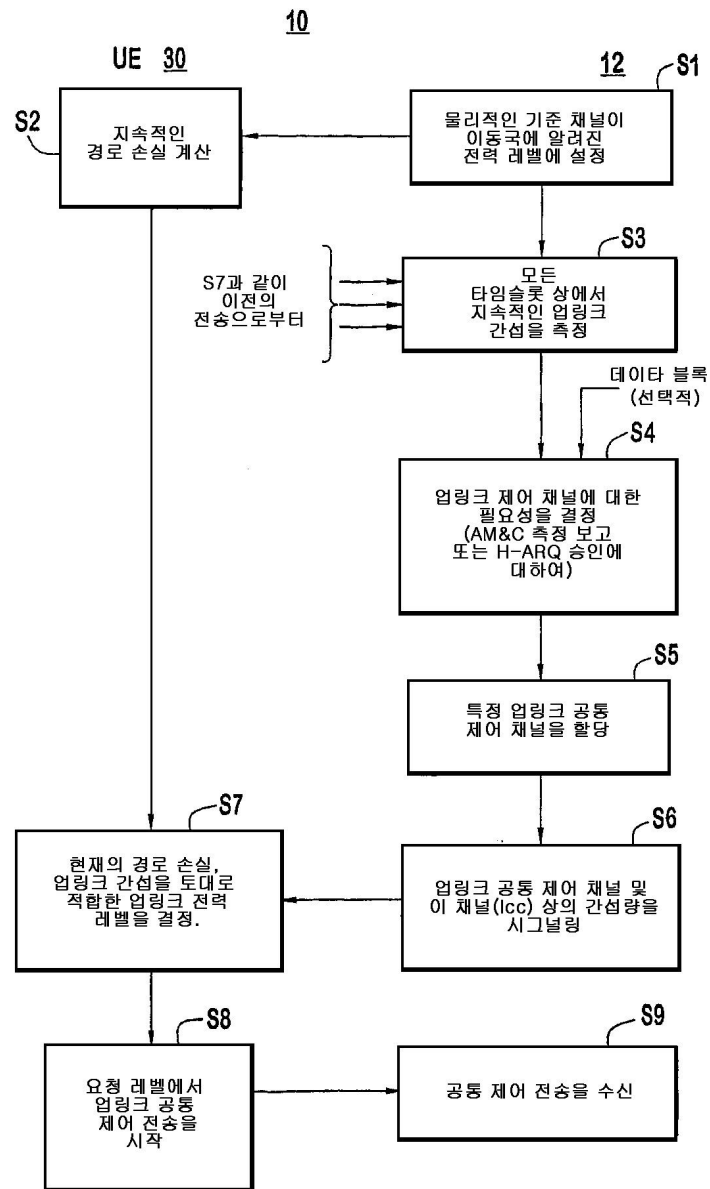 10
UE 30
12
S1
물리적인 기준 채널이
이동국에 알려진
전력 레벨에 설정
S2
지속적인
경로 손실 계산
S3
모든
타임슬롯 상에서
지속적인 업링크
간섭을 측정
S7과 같이
이전의
전송으로부터
데이타 블록
(선택적)
S4
업링크 제어 채널에 대한
필요성을 결정
(AM&C 측정 보고
또는 H-ARQ 승인에
대하여)
S5
특정 업링크 공통
제어 채널을 할당
S6
업링크 공통 제어 채널 및
이 채널(Icc) 상의 간섭량을
시그널링
S7
현재의 경로 손실,
업링크 간섭을 토대로
적합한 업링크 전력
레벨을 결정.
S8
요청 레벨에서
업링크 공통
제어 전송을
시작
S9
공통 제어 전송을 수신